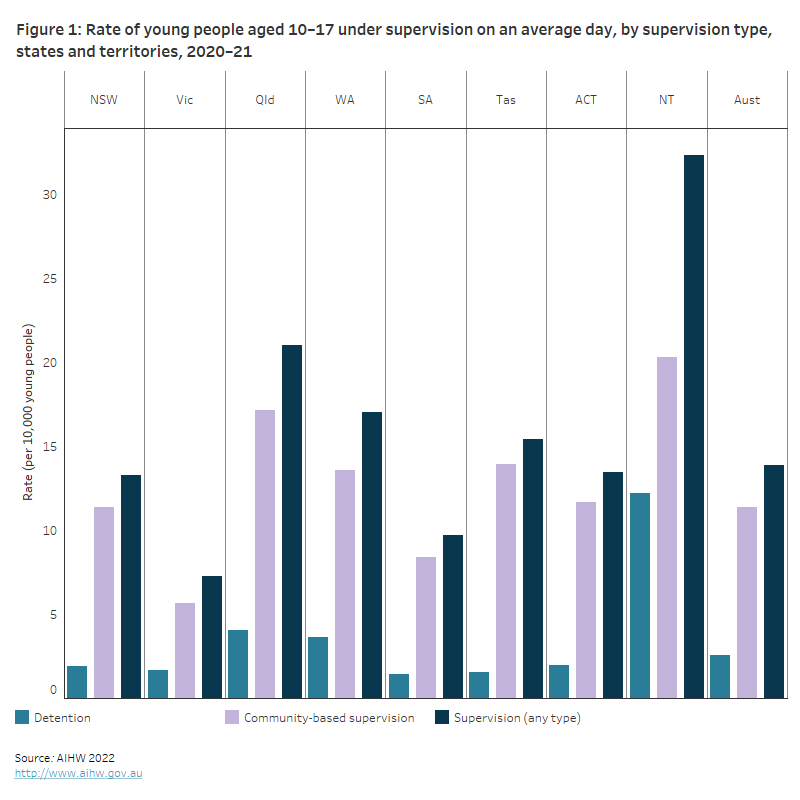 Figure 1: Rate of young people aged 10–17 under supervision on an average day, by supervision type,
states and territories, 2020–21
NSW Vic Qld WA SA Tas ACT NT Aust
Rate (per 10,000 young people)
30
25
20
15
10
5
0
Detention Community-based supervision Supervision (any type)
Source: AIHW 2022
http://www.aihw.gov.au